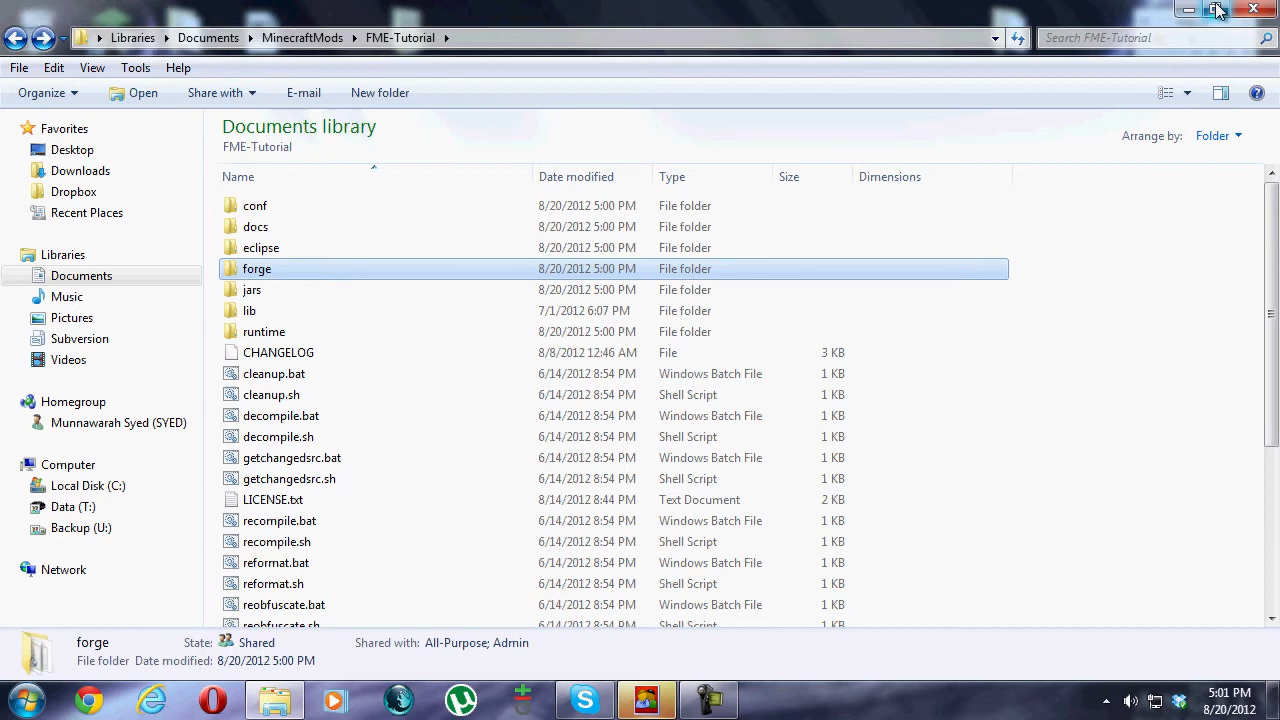 Libraries Documents MinecraftMods FME-Tutorial
Search FME-Tutorial
File Edit View Tools Help
Organize Open Share with E-mail New folder
Favorites
Desktop
Downloads
Dropbox
Recent Places
Libraries
Documents
Music
Pictures
Subversion
Videos
Homegroup
Munnawarah Syed (SYED)
Computer
Local Disk (C:)
Data (T:)
Backup (U:)
Network
Documents library
FME-Tutorial
Arrange by: Folder
Name Date modified Type Size Dimensions
conf 8/20/2012 5:00 PM File folder
docs 8/20/2012 5:00 PM File folder
eclipse 8/20/2012 5:00 PM File folder
forge 8/20/2012 5:00 PM File folder
jars 8/20/2012 5:00 PM File folder
lib 7/1/2012 6:07 PM File folder
runtime 8/20/2012 5:00 PM File folder
CHANGELOG 8/8/2012 12:46 AM File 3 KB
cleanup.bat 6/14/2012 8:54 PM Windows Batch File 1 KB
cleanup.sh 6/14/2012 8:54 PM Shell Script 1 KB
decompile.bat 6/14/2012 8:54 PM Windows Batch File 1 KB
decompile.sh 6/14/2012 8:54 PM Shell Script 1 KB
getchangedsrc.bat 6/14/2012 8:54 PM Windows Batch File 1 KB
getchangedsrc.sh 6/14/2012 8:54 PM Shell Script 1 KB
LICENSE.txt 8/14/2012 8:44 PM Text Document 2 KB
recompile.bat 6/14/2012 8:54 PM Windows Batch File 1 KB
recompile.sh 6/14/2012 8:54 PM Shell Script 1 KB
reformat.bat 6/14/2012 8:54 PM Windows Batch File 1 KB
reformat.sh 6/14/2012 8:54 PM Shell Script 1 KB
reobfuscate.bat 6/14/2012 8:54 PM Windows Batch File 1 KB
reobfuscate.sh 6/14/2012 8:54 PM Shell Script 1 KB
forge State: Shared Shared with: All-Purpose; Admin
File folder Date modified: 8/20/2012 5:00 PM
5:01 PM
8/20/2012